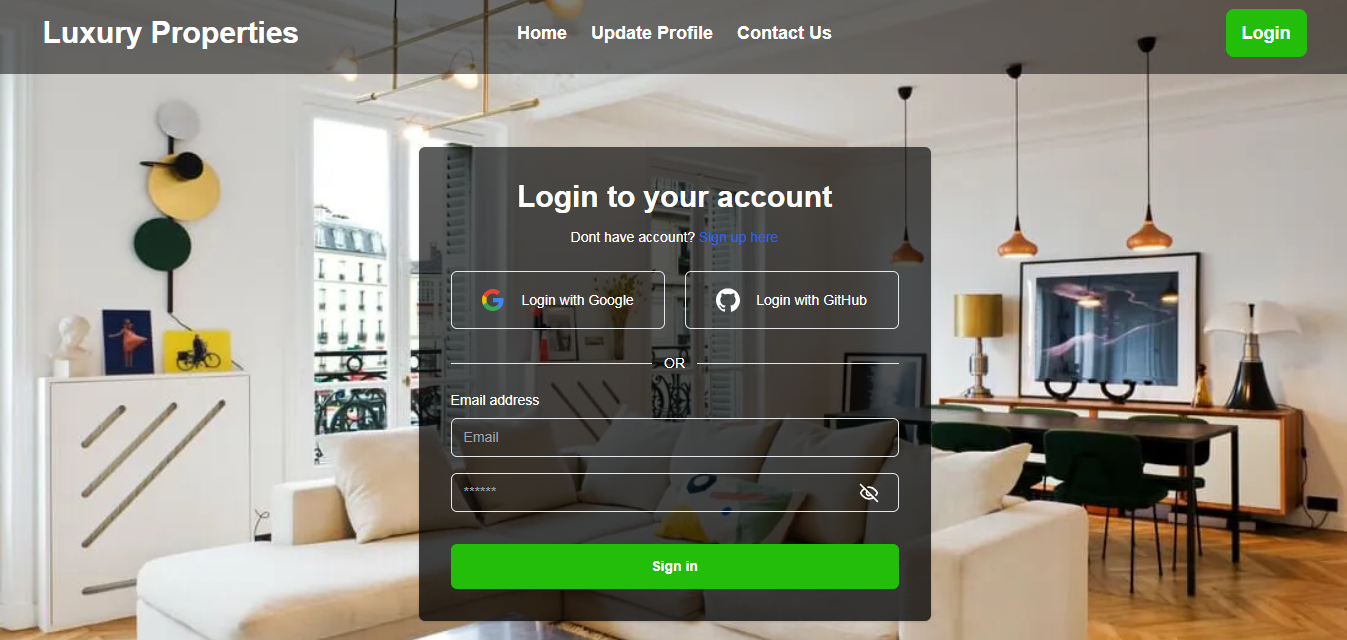 Luxury Properties
Home Update Profile Contact Us
Login
Login to your account
Dont have account? Sign up here
Login with Google
Login with GitHub
OR
Email address
Email
******
Sign in